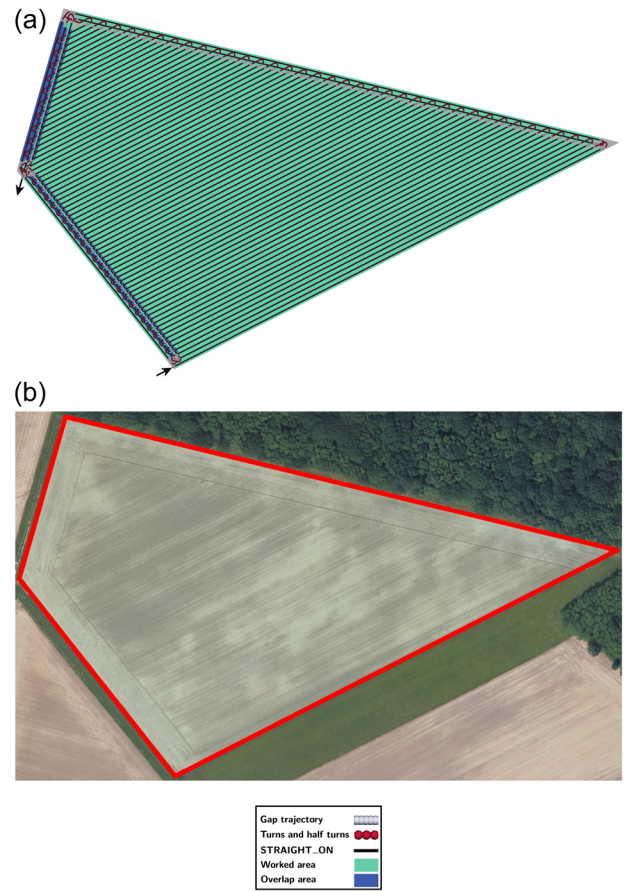 (a)
(b)
Gap trajectory
Turns and half turns
STRAIGHT_ON
Worked area
Overlap area